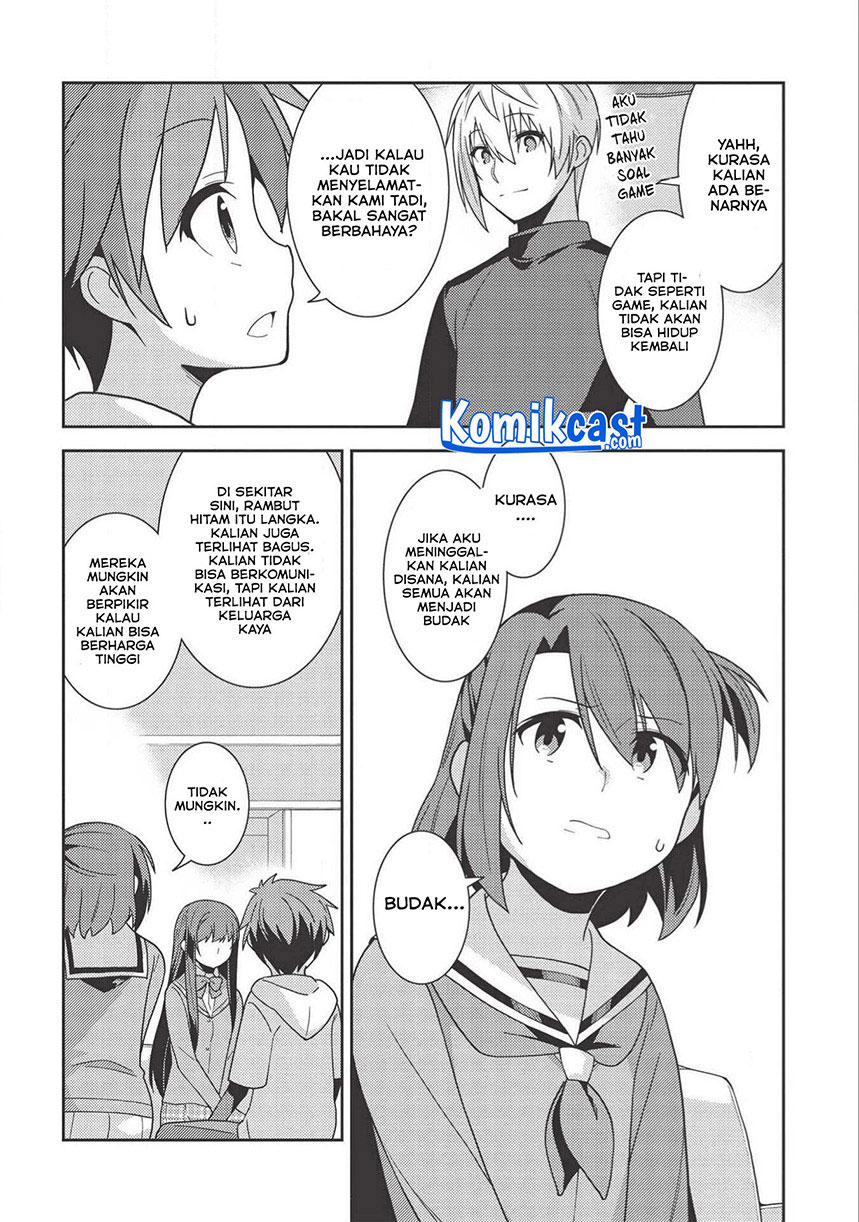 YAHH,
KURASA
KALIAN
ADA BE-
NARNYA
AKU
TIDAK
TAHU
BANYAK
SOAL
GAME
TAPI TI-
DAK SEPERTI
GAME, KALIAN
TIDAK AKAN
BISA HIDUP
KEMBALI
...JADI KALAU
KAU TIDAK
MENYELAMAT-
KAN KAMI TADI,
BAKAL SANGAT
BERBAHAYA?
Komikcast
.com
KURASA
....
JIKA AKU
MENINGGAL-
KAN KALIAN
DISANA, KALIAN
SEMUA AKAN
MENJADI
BUDAK
BUDAK...
DI SEKITAR
SINI, RAMBUT
HITAM ITU LANGKA.
KALIAN JUGA
TERLIHAT BAGUS.
KALIAN TIDAK
BISA BERKOMUNI-
KASI, TAPI KALIAN
TERLIHAT DARI
KELUARGA
KAYA
MEREKA
MUNGKIN
AKAN
BERPIKIR
KALAU
KALIAN BISA
BERHARGA
TINGGI
TIDAK
MUNGKIN.
..